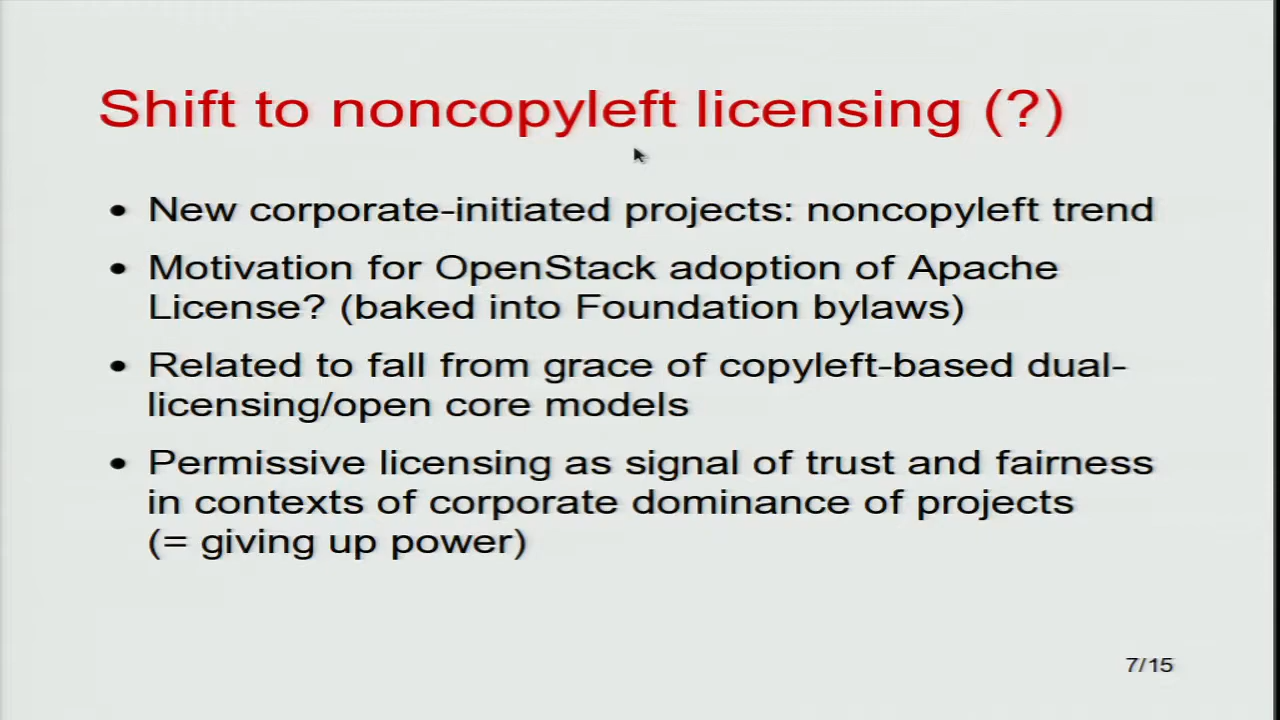 Shift to noncopyleft licensing (?)
• New corporate-initiated projects: noncopyleft trend
• Motivation for OpenStack adoption of Apache
License? (baked into Foundation bylaws)
• Related to fall from grace of copyleft-based dual-
licensing/open core models
• Permissive licensing as signal of trust and fairness
in contexts of corporate dominance of projects
(= giving up power)
7/15